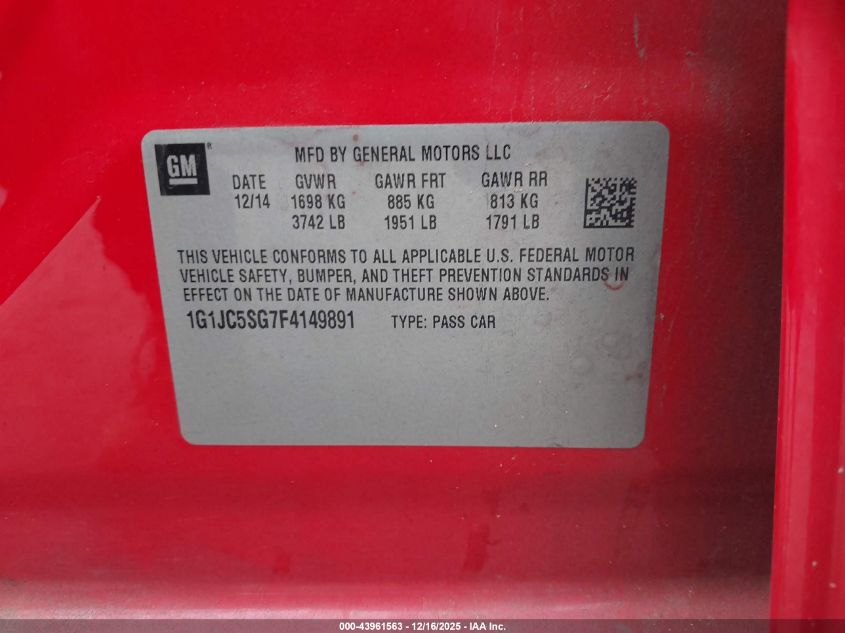 GM®
MFD BY GENERAL MOTORS LLC
DATE GVWR GAWR FRT GAWR RR
12/14 1698 KG 885 KG 813 KG
3742 LB 1951 LB 1791 LB
THIS VEHICLE CONFORMS TO ALL APPLICABLE U.S. FEDERAL MOTOR
VEHICLE SAFETY, BUMPER, AND THEFT PREVENTION STANDARDS IN
EFFECT ON THE DATE OF MANUFACTURE SHOWN ABOVE.
1G1JC5SG7F4149891 TYPE: PASS CAR
000-43961563 - 12/16/2025 - IAA Inc.